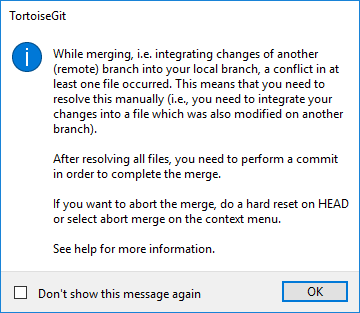 TortoiseGit
While merging, i.e. integrating changes of another
(remote) branch into your local branch, a conflict in at
least one file occurred. This means that you need to
resolve this manually (i.e., you need to integrate your
changes into a file which was also modified on another
branch).
After resolving all files, you need to perform a commit
in order to complete the merge.
If you want to abort the merge, do a hard reset on HEAD
or select abort merge on the context menu.
See help for more information.
Don't show this message again
OK